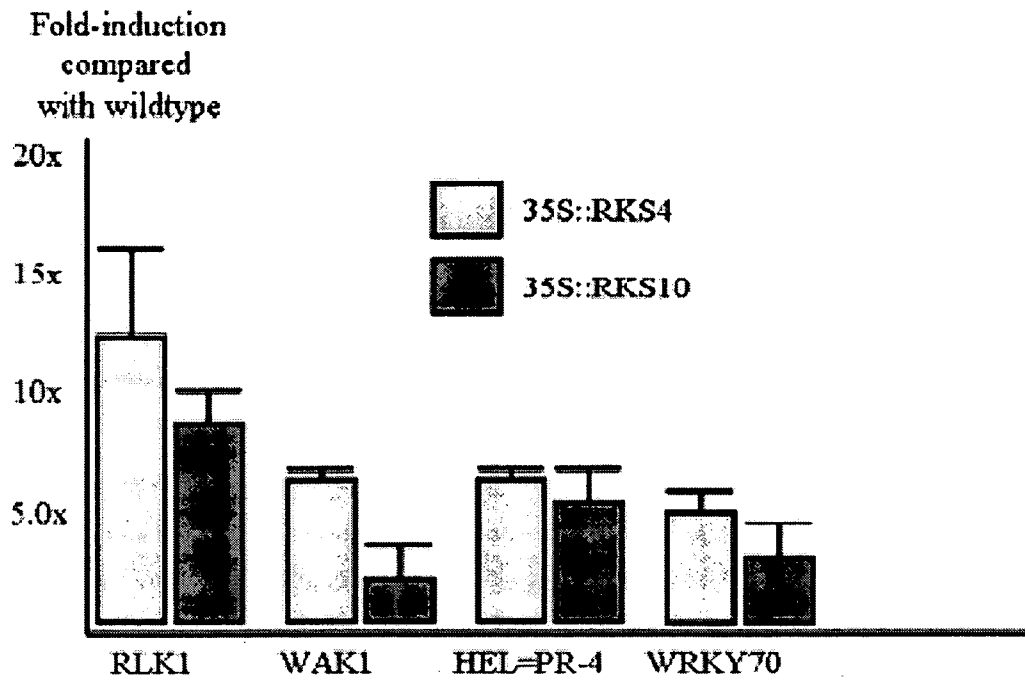 Fold-induction
compared
with wildtype
20x
15x
10x
5.0x
35S::RKS4
35S::RKS10
RLK1
WAK1
HEL=PR-4
WRKY70